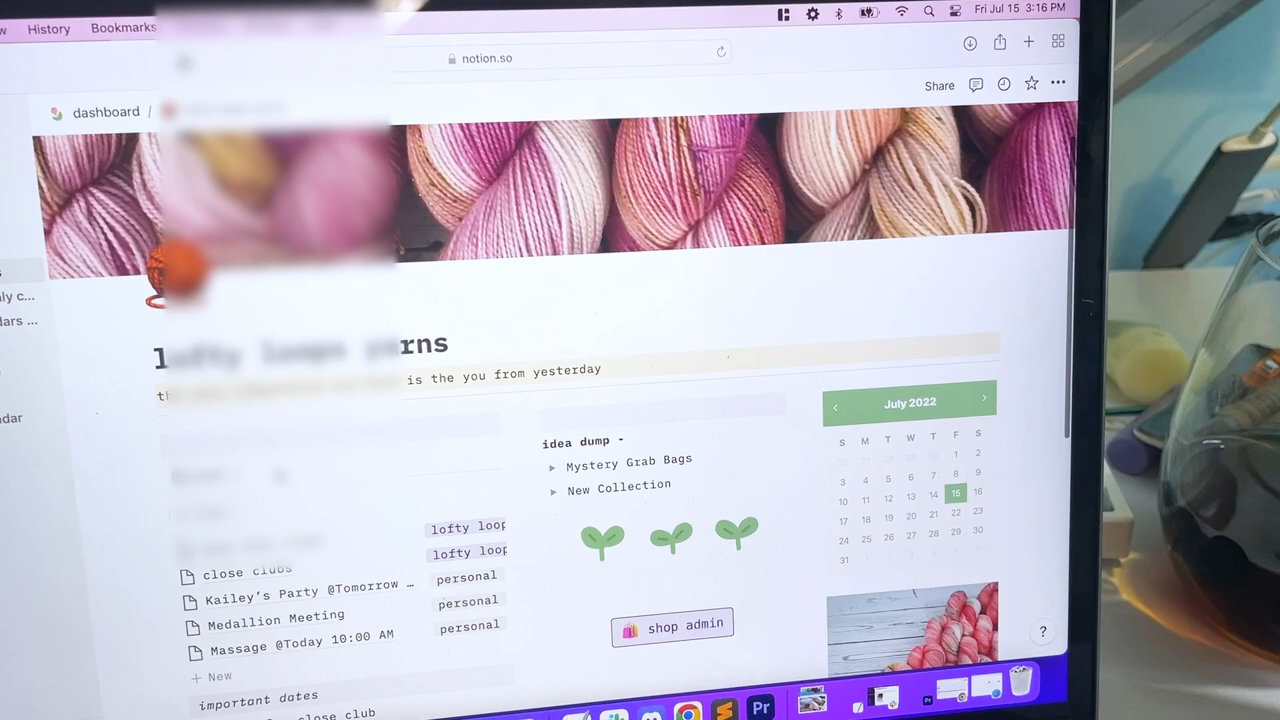 History Bookmarks
Fri Jul 15 3:16 PM
notion.so
dashboard /
Share
rns
is the you from yesterday
July 2022
S M T W T F S
1 2
3 4 5 6 7 8 9
10 11 12 13 14 15 16
17 18 19 20 21 22 23
24 25 26 27 28 29 30
31
idea dump -
Mystery Grab Bags
New Collection
shop admin
lofty loop
lofty loop
close clubs
Kailey's Party @Tomorrow … personal
Medallion Meeting personal
Massage @Today 10:00 AM personal
+ New
important dates
close club
?
Pr